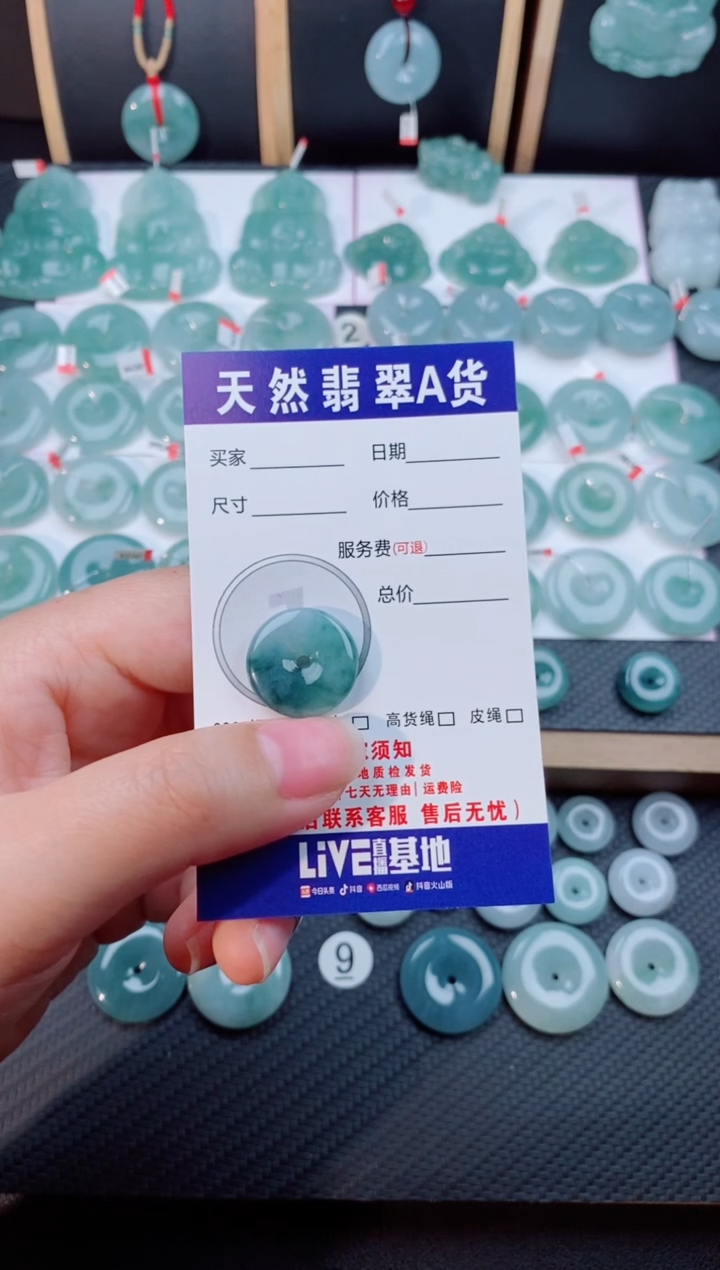 2
天然翡翠A货
买家 日期
尺寸 价格
服务费(可退)
总价
高货绳 皮绳
须知
地质检发货
七天无理由|运费险
联系客服 售后无忧）
LiVE直播基地
今日头条 抖音 西瓜视频 抖音火山版
9